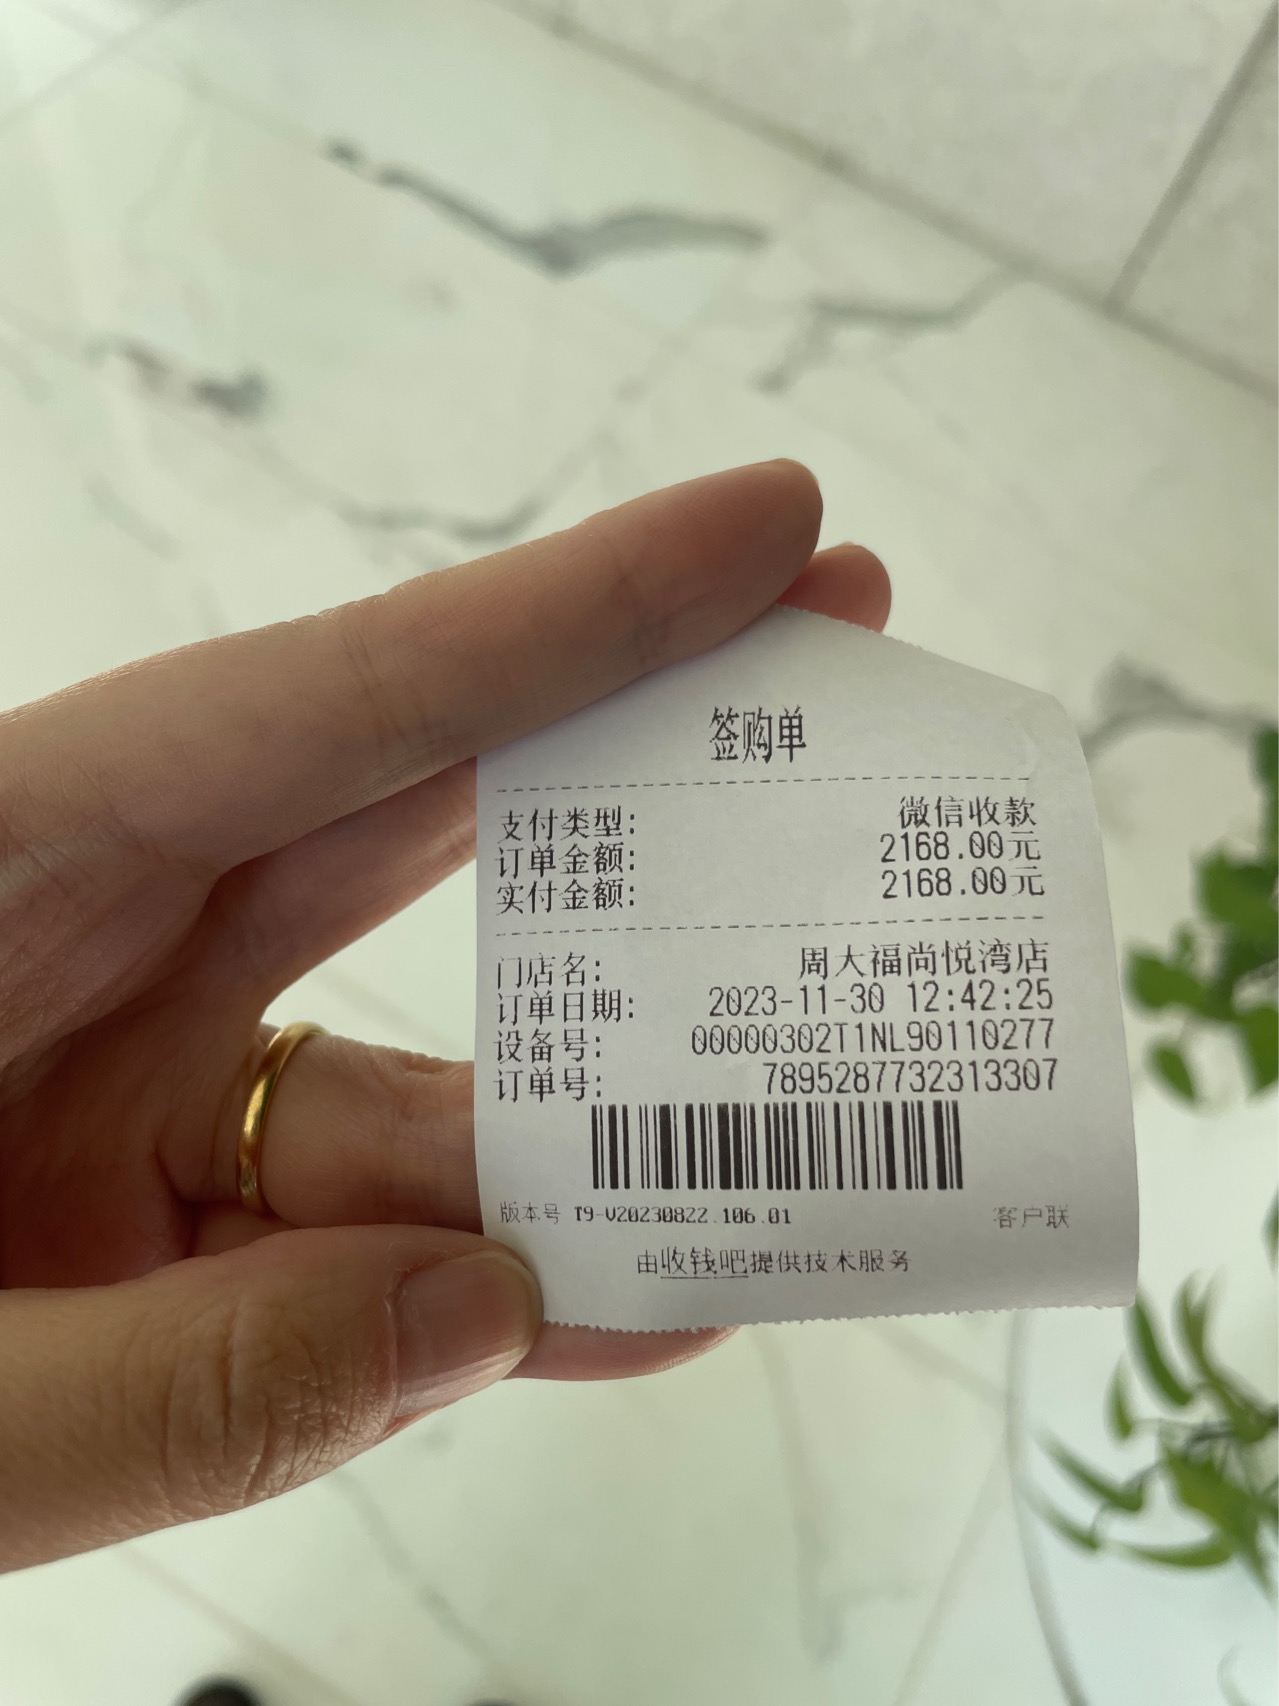 签购单
支付类型: 微信收款
订单金额: 2168.00元
实付金额: 2168.00元
门店名: 周大福尚悦湾店
订单日期: 2023-11-30 12:42:25
设备号: 00000302T1NL90110277
订单号: 7895287732313307
版本号 T9-V20230822.106.01 客户联
由收钱吧提供技术服务